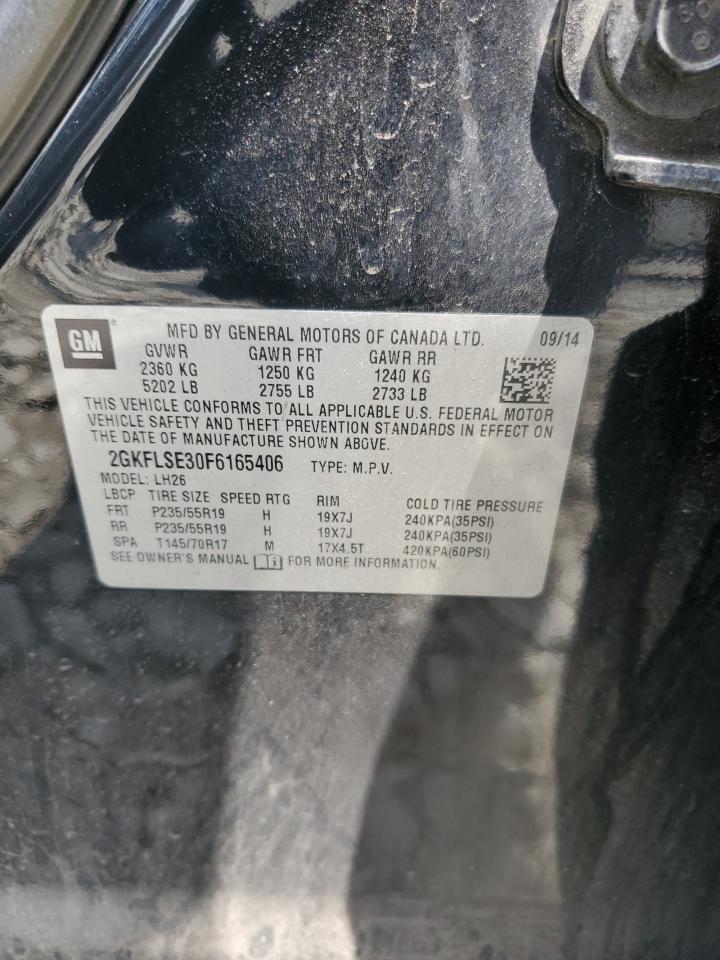 GM ® MFD BY GENERAL MOTORS OF CANADA LTD. 09/14
GVWR GAWR FRT GAWR RR
2360 KG 1250 KG 1240 KG
5202 LB 2755 LB 2733 LB
THIS VEHICLE CONFORMS TO ALL APPLICABLE U.S. FEDERAL MOTOR
VEHICLE SAFETY AND THEFT PREVENTION STANDARDS IN EFFECT ON
THE DATE OF MANUFACTURE SHOWN ABOVE.
2GKFLSE30F6165406 TYPE: M.P.V.
MODEL: LH26
LBCP TIRE SIZE SPEED RTG RIM COLD TIRE PRESSURE
FRT P235/55R19 H 19X7J 240KPA(35PSI)
RR P235/55R19 H 19X7J 240KPA(35PSI)
SPA T145/70R17 M 17X4.5T 420KPA(60PSI)
SEE OWNER'S MANUAL FOR MORE INFORMATION.